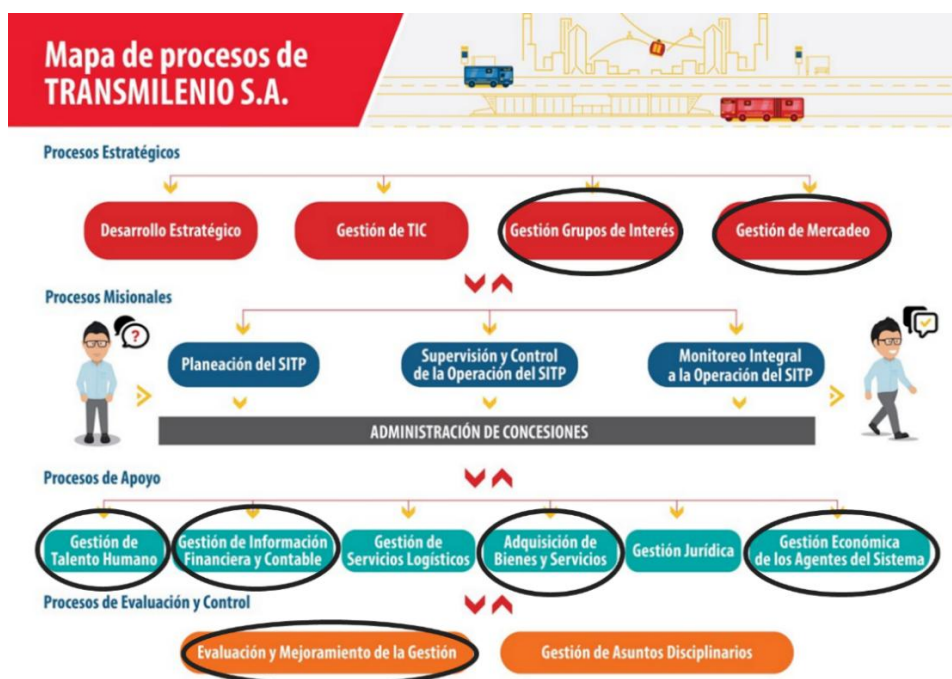 Mapa de procesos de
TRANSMILENIO S.A.
Procesos Estratégicos
Desarrollo Estratégico
Gestión de TIC
Gestión Grupos de Interés
Gestión de Mercadeo
Procesos Misionales
?
Planeación del SITP
Supervisión y Control
de la Operación del SITP
Monitoreo Integral
a la Operación del SITP
ADMINISTRACIÓN DE CONCESIONES
Procesos de Apoyo
Gestión de
Talento Humano
Gestión de Información
Financiera y Contable
Gestión de
Servicios Logísticos
Adquisición de
Bienes y Servicios
Gestión Jurídica
Gestión Económica
de los Agentes del Sistema
Procesos de Evaluación y Control
Evaluación y Mejoramiento de la Gestión
Gestión de Asuntos Disciplinarios